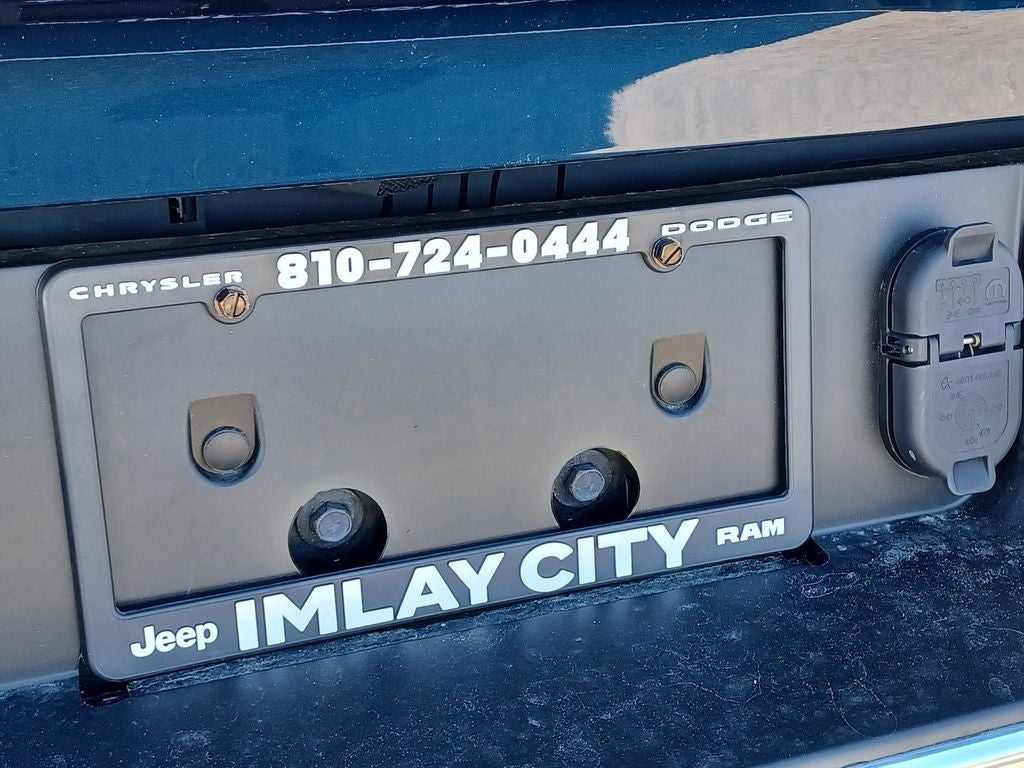 CHRYSLER 810-724-0444 DODGE
Jeep IMLAY CITY RAM